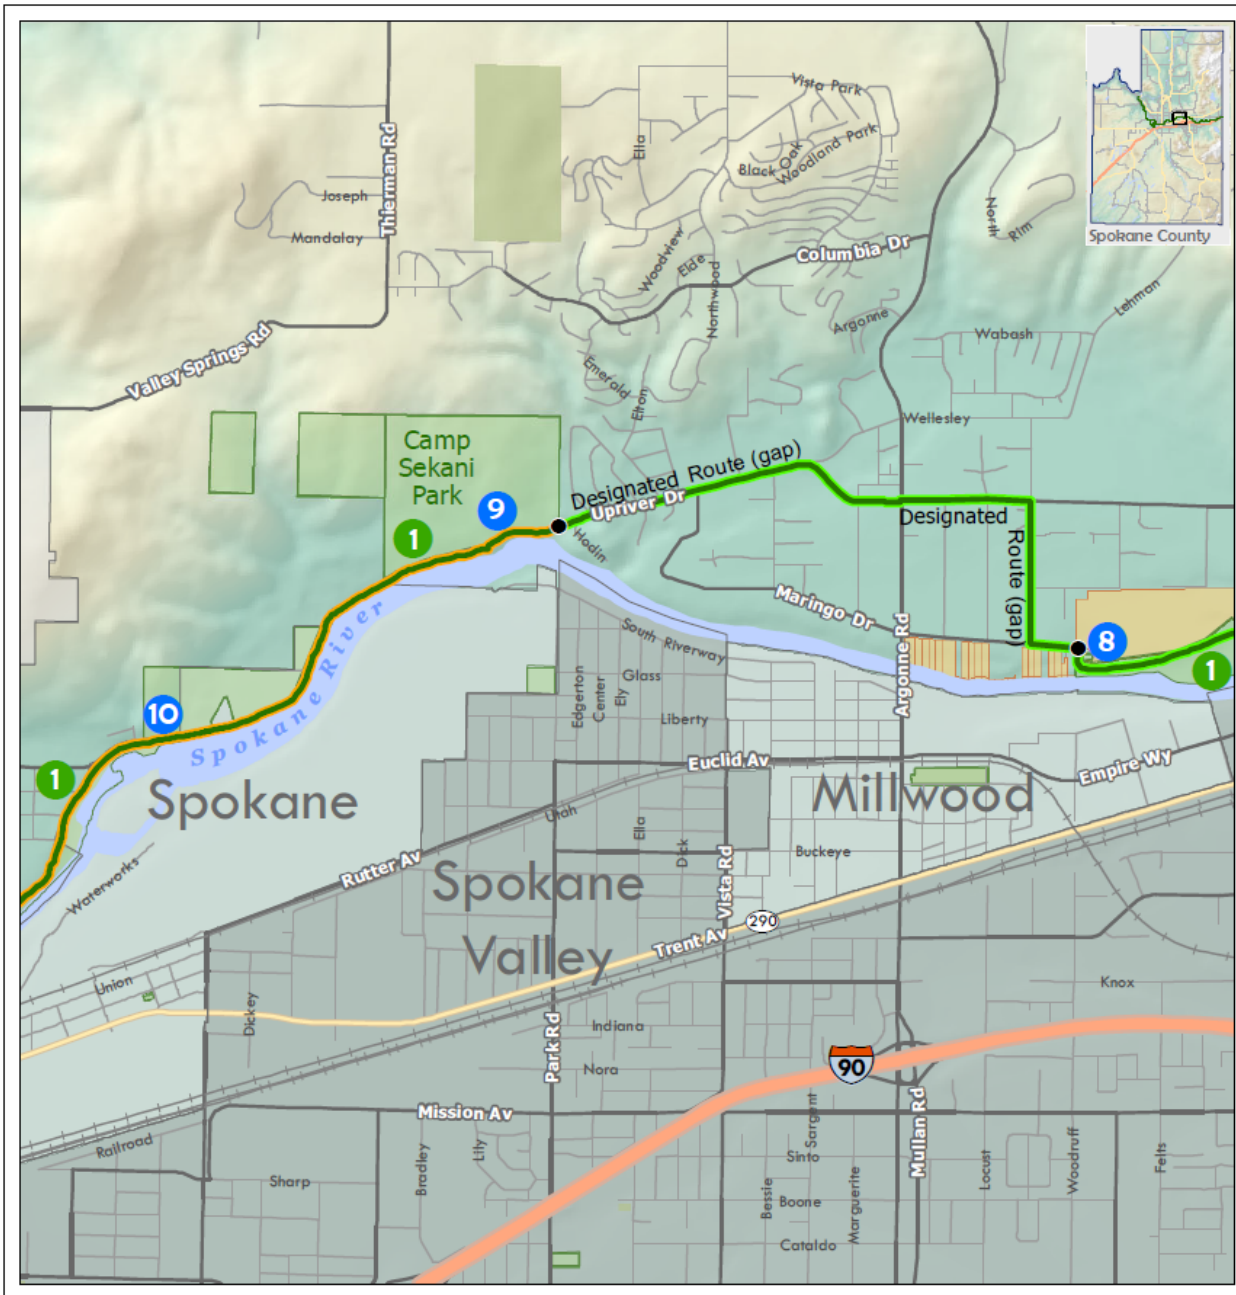 Vista Park
Thierman Rd
Ella
Black Oak
Woodland Park
Joseph
North
Rim
Mandalay
Spokane County
Woodview
Elde
Columbia Dr
Northwood
Lehman
Argonne
Wabash
Valley Springs Rd
Emerald
Elton
Wellesley
Camp
Sekani
Park
Designated Route (gap)
9
Upriver Dr
Designated
1
Route (gap)
Hodin
Maringo Dr
8
Spokane River
South Riverway
Argonne Rd
1
Edgerton
Center
Ely
Glass
10
Liberty
1
Euclid Av
Empire Wy
Spokane
Millwood
Utah
Ella
Dick
Vista Rd
Buckeye
Rutter Av
Waterworks
Spokane
Valley
290
Trent Av
Union
Knox
Dickey
Park Rd
Indiana
Nora
90
Mission Av
Mullan Rd
Sargent
Railroad
Bradley
Lily
Sinto
Locust
Woodruff
Felts
Sharp
Bessie
Boone
Marguerite
Cataldo